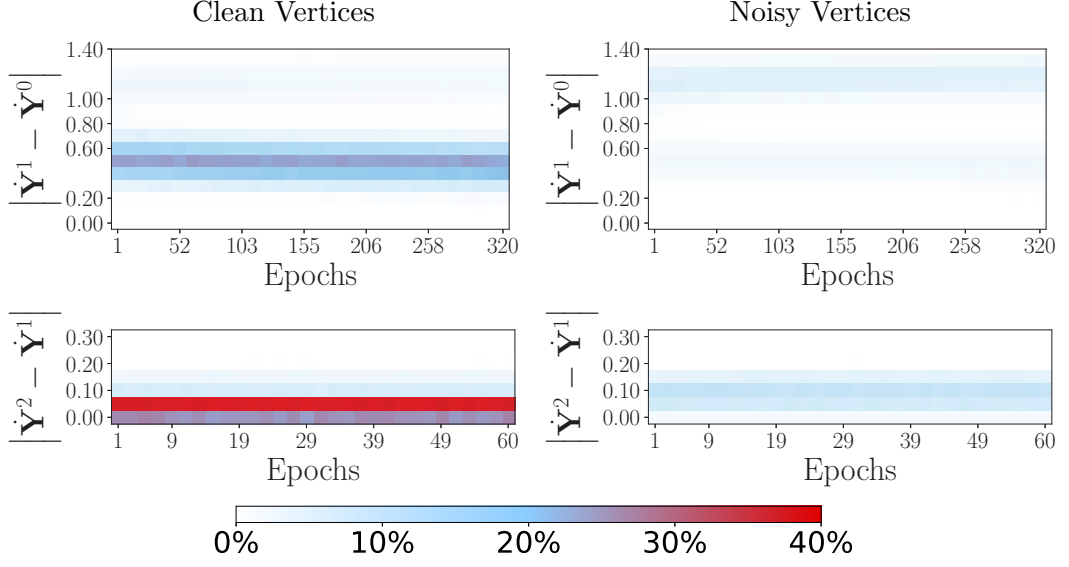 Clean Vertices
Noisy Vertices
|Ẏ¹ − Ẏ⁰|
1.40
1.00
0.80
0.60
0.20
0.00
1 52 103 155 206 258 320
Epochs
|Ẏ¹ − Ẏ⁰|
1.40
1.00
0.80
0.60
0.20
0.00
1 52 103 155 206 258 320
Epochs
|Ẏ² − Ẏ¹|
0.30
0.20
0.10
0.00
1 9 19 29 39 49 60
Epochs
|Ẏ² − Ẏ¹|
0.30
0.20
0.10
0.00
1 9 19 29 39 49 60
Epochs
0% 10% 20% 30% 40%